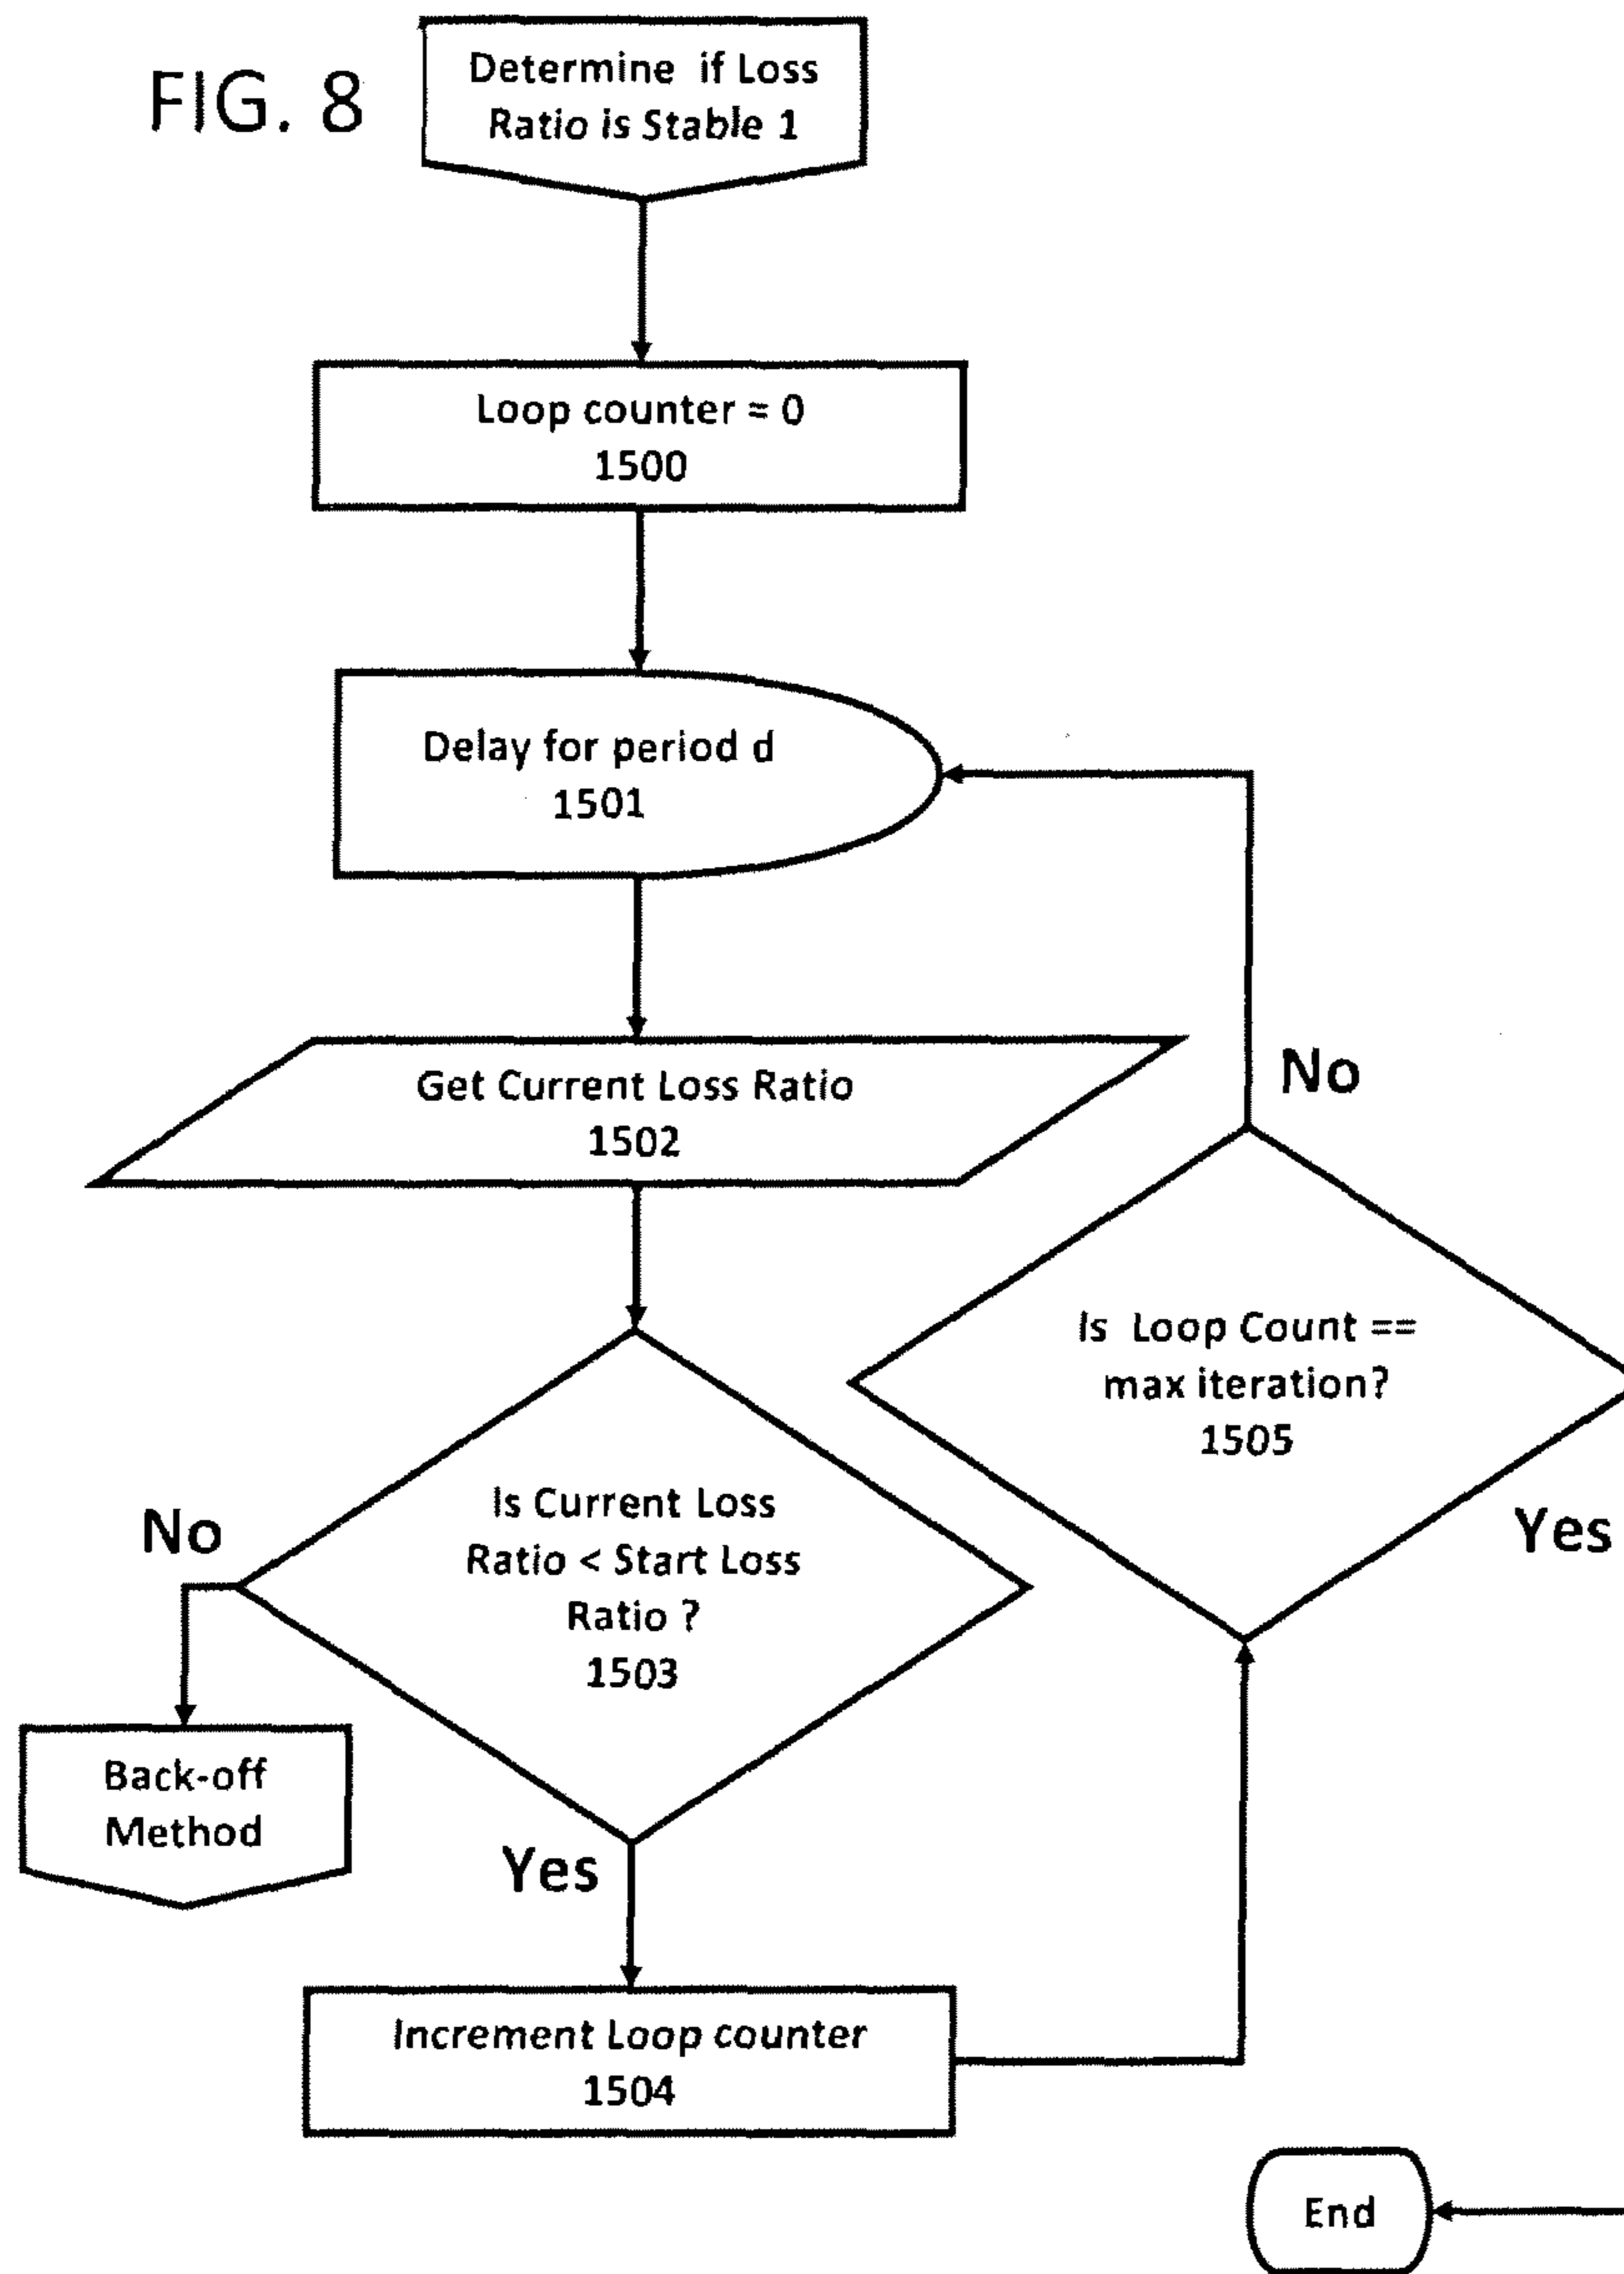 FIG. 8
Determine if Loss
Ratio is Stable 1
Loop counter = 0
1500
Delay for period d
1501
Get Current Loss Ratio
1502
No
Is Loop Count ==
max iteration?
1505
Yes
Is Current Loss
Ratio < Start Loss
Ratio ?
1503
No
Back-off
Method
Yes
Increment Loop counter
1504
End